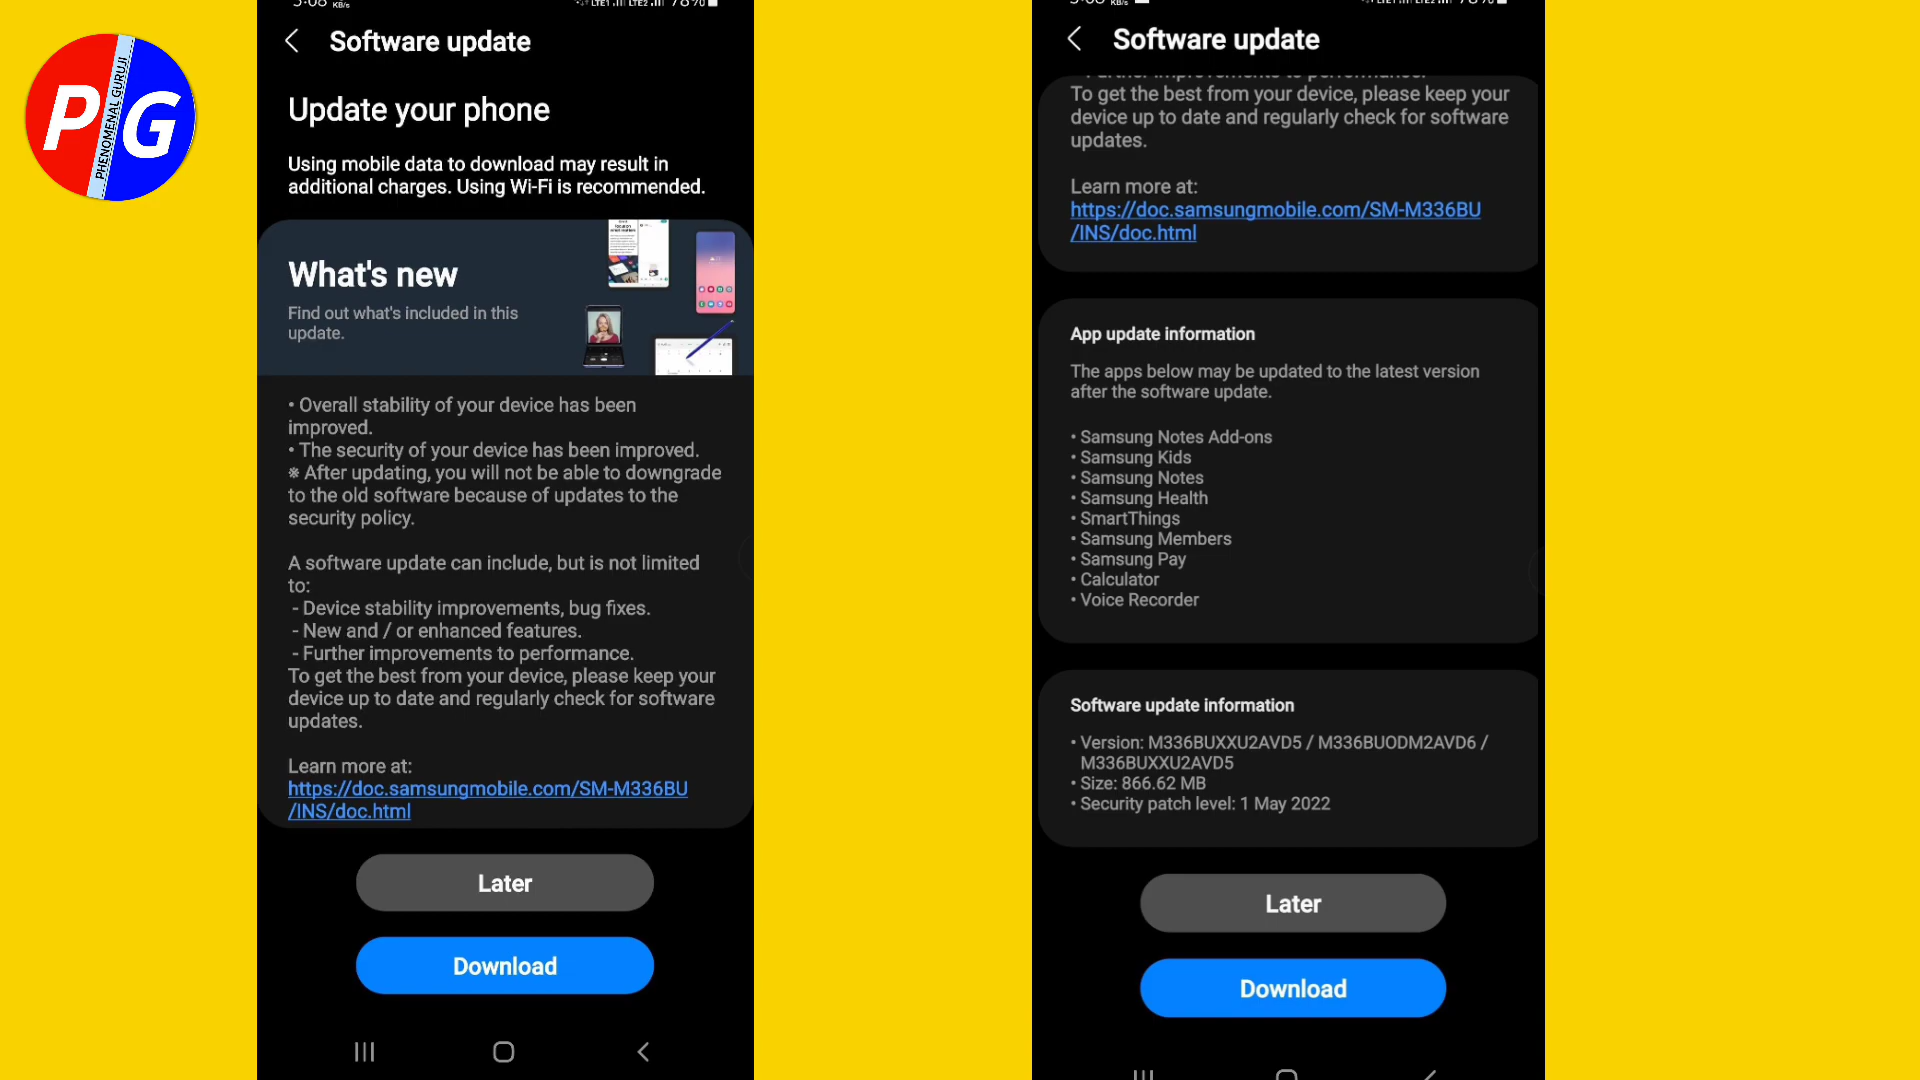 PG
PHENOMENAL GURUJI
KB/s
Software update
Update your phone
Using mobile data to download may result in
additional charges. Using Wi-Fi is recommended.
What's new
Find out what's included in this
update.
• Overall stability of your device has been
improved.
• The security of your device has been improved.
※ After updating, you will not be able to downgrade
to the old software because of updates to the
security policy.
A software update can include, but is not limited
to:
- Device stability improvements, bug fixes.
- New and / or enhanced features.
- Further improvements to performance.
To get the best from your device, please keep your
device up to date and regularly check for software
updates.
Learn more at:
https://doc.samsungmobile.com/SM-M336BU
/INS/doc.html
Later
Download
KB/s
Software update
- Further improvements to performance.
To get the best from your device, please keep your
device up to date and regularly check for software
updates.
Learn more at:
https://doc.samsungmobile.com/SM-M336BU
/INS/doc.html
App update information
The apps below may be updated to the latest version
after the software update.
• Samsung Notes Add-ons
• Samsung Kids
• Samsung Notes
• Samsung Health
• SmartThings
• Samsung Members
• Samsung Pay
• Calculator
• Voice Recorder
Software update information
• Version: M336BUXXU2AVD5 / M336BUODM2AVD6 /
M336BUXXU2AVD5
• Size: 866.62 MB
• Security patch level: 1 May 2022
Later
Download